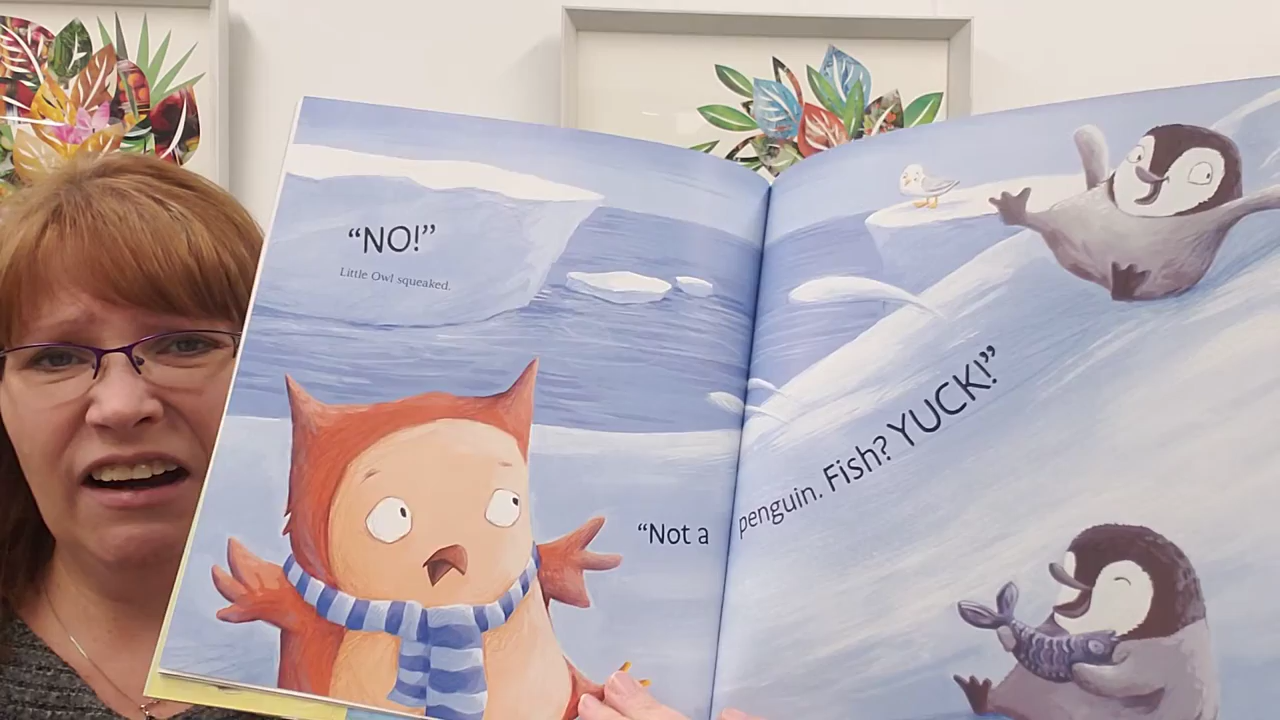 “NO!”
Little Owl squeaked.
“Not a penguin. Fish? YUCK!”